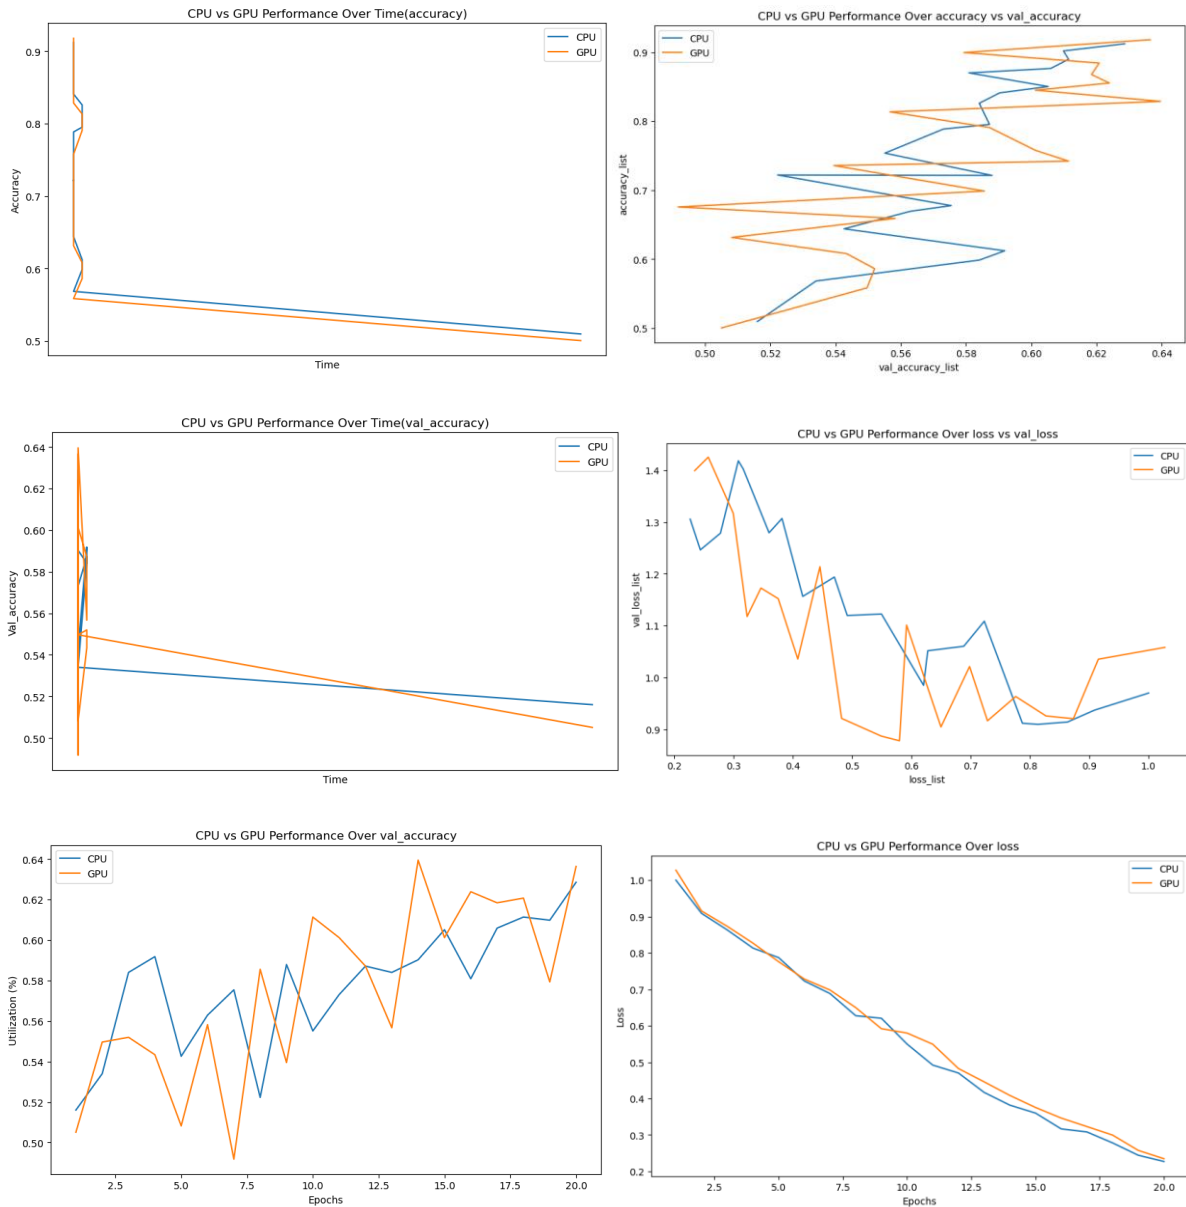 CPU vs GPU Performance Over Time(accuracy)
CPU
GPU
0.9
0.8
0.7
0.6
0.5
Accuracy
Time
CPU vs GPU Performance Over accuracy vs val_accuracy
CPU
GPU
0.9
0.8
0.7
0.6
0.5
accuracy_list
0.50 0.52 0.54 0.56 0.58 0.60 0.62 0.64
val_accuracy_list
CPU vs GPU Performance Over Time(val_accuracy)
CPU
GPU
0.64
0.62
0.60
0.58
0.56
0.54
0.52
0.50
Val_accuracy
Time
CPU vs GPU Performance Over loss vs val_loss
CPU
GPU
1.4
1.3
1.2
1.1
1.0
0.9
val_loss_list
0.2 0.3 0.4 0.5 0.6 0.7 0.8 0.9 1.0
loss_list
CPU vs GPU Performance Over val_accuracy
CPU
GPU
0.64
0.62
0.60
0.58
0.56
0.54
0.52
0.50
Utilization (%)
2.5 5.0 7.5 10.0 12.5 15.0 17.5 20.0
Epochs
CPU vs GPU Performance Over loss
CPU
GPU
1.0
0.9
0.8
0.7
0.6
0.5
0.4
0.3
0.2
Loss
2.5 5.0 7.5 10.0 12.5 15.0 17.5 20.0
Epochs